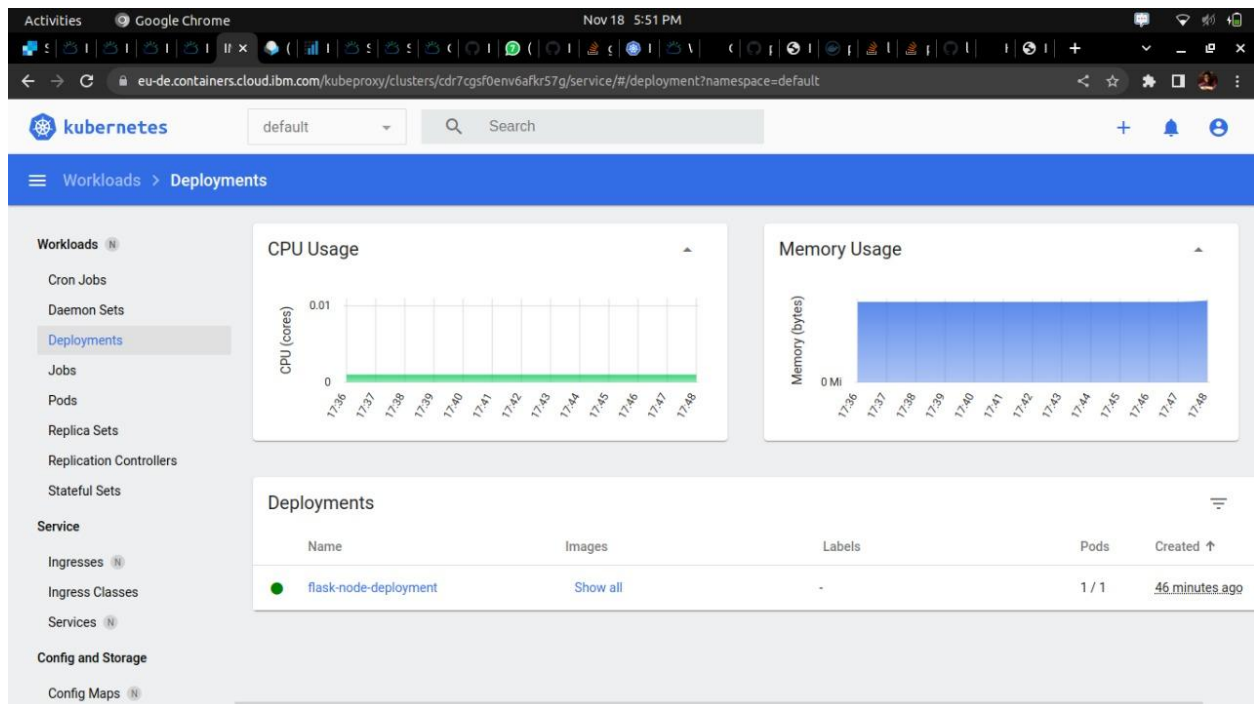 Activities Google Chrome Nov 18 5:51 PM
eu-de.containers.cloud.ibm.com/kubeproxy/clusters/cdr7cgsf0env6afkr57g/service/#/deployment?namespace=default
kubernetes default Search
Workloads > Deployments
Workloads N
Cron Jobs
Daemon Sets
Deployments
Jobs
Pods
Replica Sets
Replication Controllers
Stateful Sets
Service
Ingresses N
Ingress Classes
Services N
Config and Storage
Config Maps N
CPU Usage
CPU (cores)
0.01
0
17:36 17:37 17:38 17:39 17:40 17:41 17:42 17:43 17:44 17:45 17:46 17:47 17:48
Memory Usage
Memory (bytes)
0 Mi
17:36 17:37 17:38 17:39 17:40 17:41 17:42 17:43 17:44 17:45 17:46 17:47 17:48
Deployments
Name Images Labels Pods Created ↑
flask-node-deployment Show all - 1 / 1 46 minutes ago